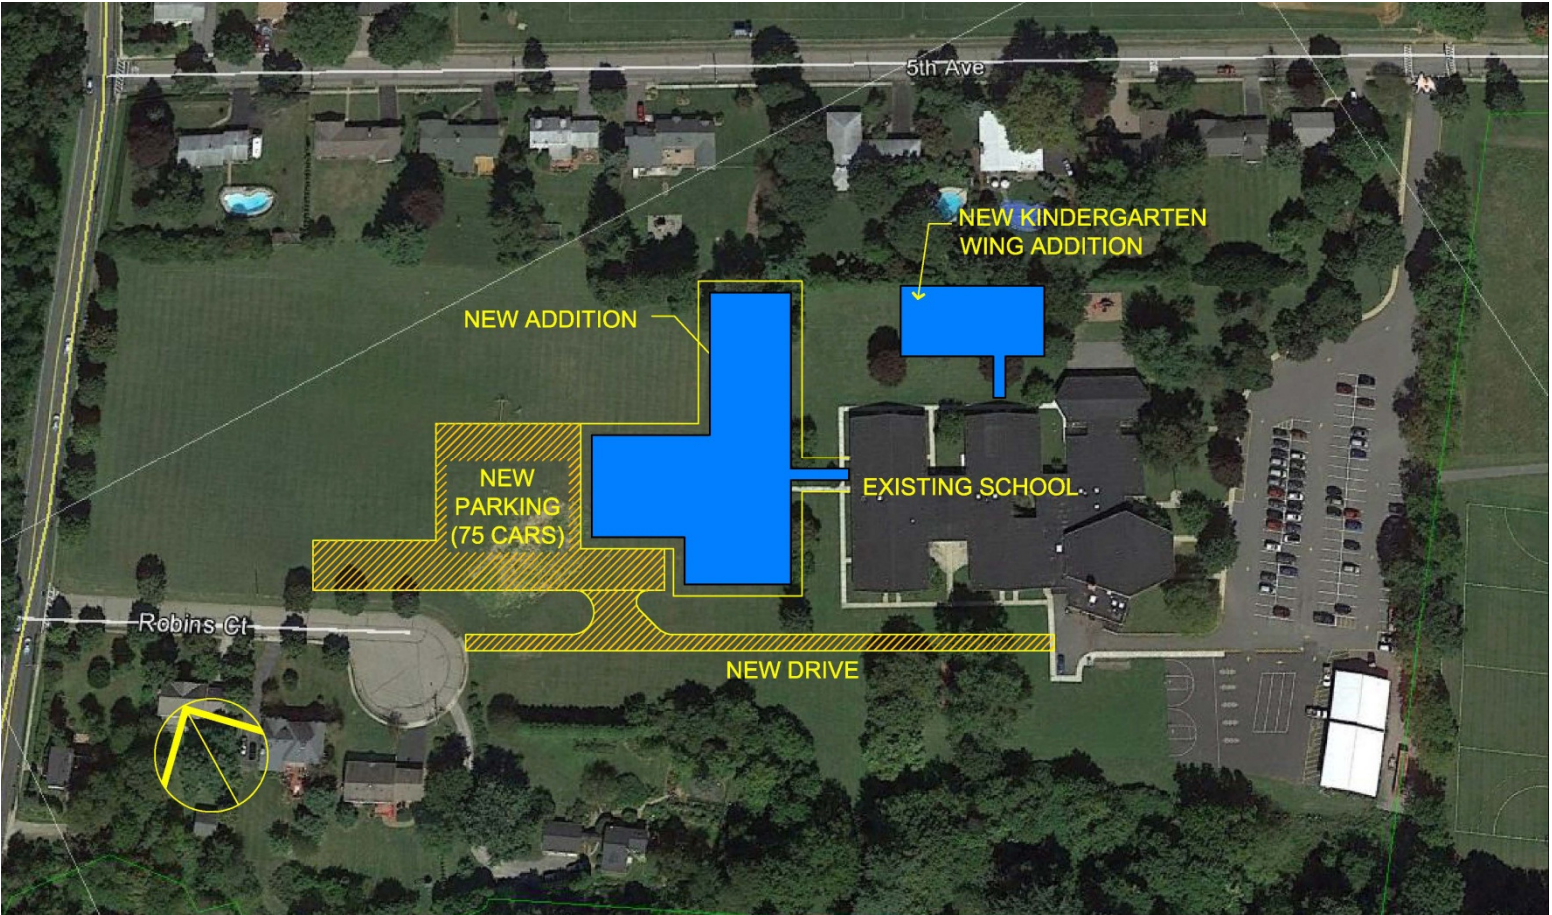 5th Ave
NEW KINDERGARTEN
WING ADDITION
NEW ADDITION
NEW
PARKING
(75 CARS)
EXISTING SCHOOL
Robins Ct
NEW DRIVE